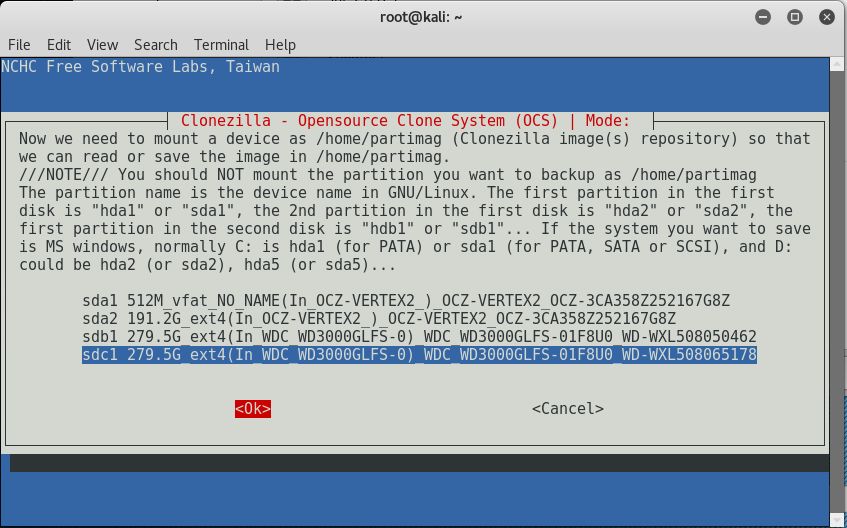 root@kali: ~
File Edit View Search Terminal Help
NCHC Free Software Labs, Taiwan
Clonezilla - Opensource Clone System (OCS) | Mode:
Now we need to mount a device as /home/partimag (Clonezilla image(s) repository) so that
we can read or save the image in /home/partimag.
///NOTE/// You should NOT mount the partition you want to backup as /home/partimag
The partition name is the device name in GNU/Linux. The first partition in the first
disk is "hda1" or "sda1", the 2nd partition in the first disk is "hda2" or "sda2", the
first partition in the second disk is "hdb1" or "sdb1"... If the system you want to save
is MS windows, normally C: is hda1 (for PATA) or sda1 (for PATA, SATA or SCSI), and D:
could be hda2 (or sda2), hda5 (or sda5)...
sda1 512M_vfat_NO_NAME(In_OCZ-VERTEX2_)_OCZ-VERTEX2_OCZ-3CA358Z252167G8Z
sda2 191.2G_ext4(In_OCZ-VERTEX2_)_OCZ-VERTEX2_OCZ-3CA358Z252167G8Z
sdb1 279.5G_ext4(In_WDC_WD3000GLFS-0)_WDC_WD3000GLFS-01F8U0_WD-WXL508050462
sdc1 279.5G_ext4(In_WDC_WD3000GLFS-0)_WDC_WD3000GLFS-01F8U0_WD-WXL508065178
<Ok> <Cancel>